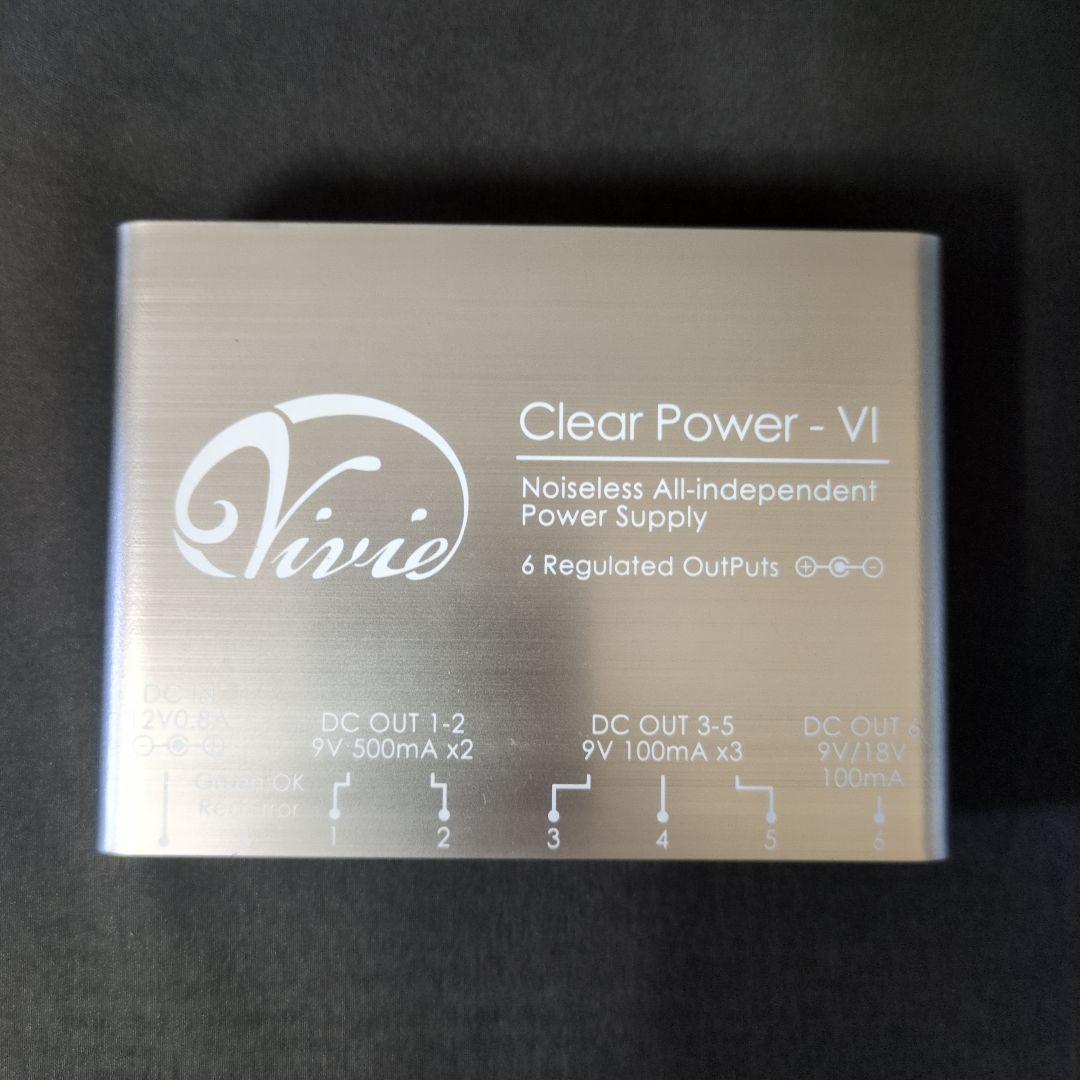 Vivie
Clear Power - VI
Noiseless All-independent
Power Supply
6 Regulated OutPuts
DC IN
12V0.8A
Green OK
Red Error
DC OUT 1-2
9V 500mA x2
DC OUT 3-5
9V 100mA x3
DC OUT 6
9V/18V
100mA
1 2 3 4 5 6